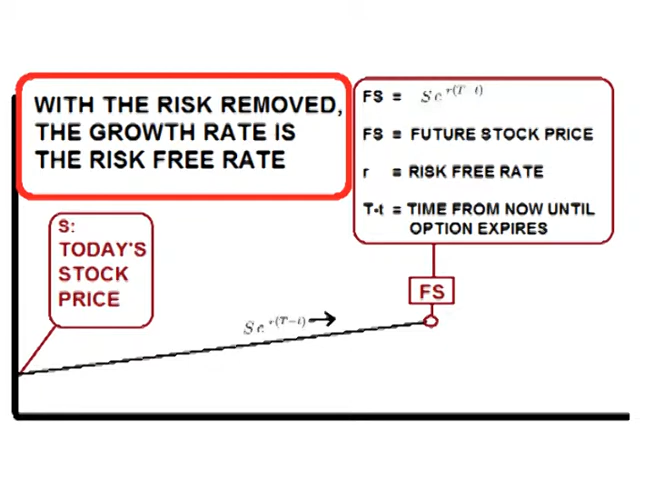 WITH THE RISK REMOVED,
THE GROWTH RATE IS
THE RISK FREE RATE
FS = Se^{r(T-t)}
FS = FUTURE STOCK PRICE
r = RISK FREE RATE
T-t = TIME FROM NOW UNTIL
OPTION EXPIRES
S:
TODAY'S
STOCK
PRICE
FS
Se^{r(T-t)}